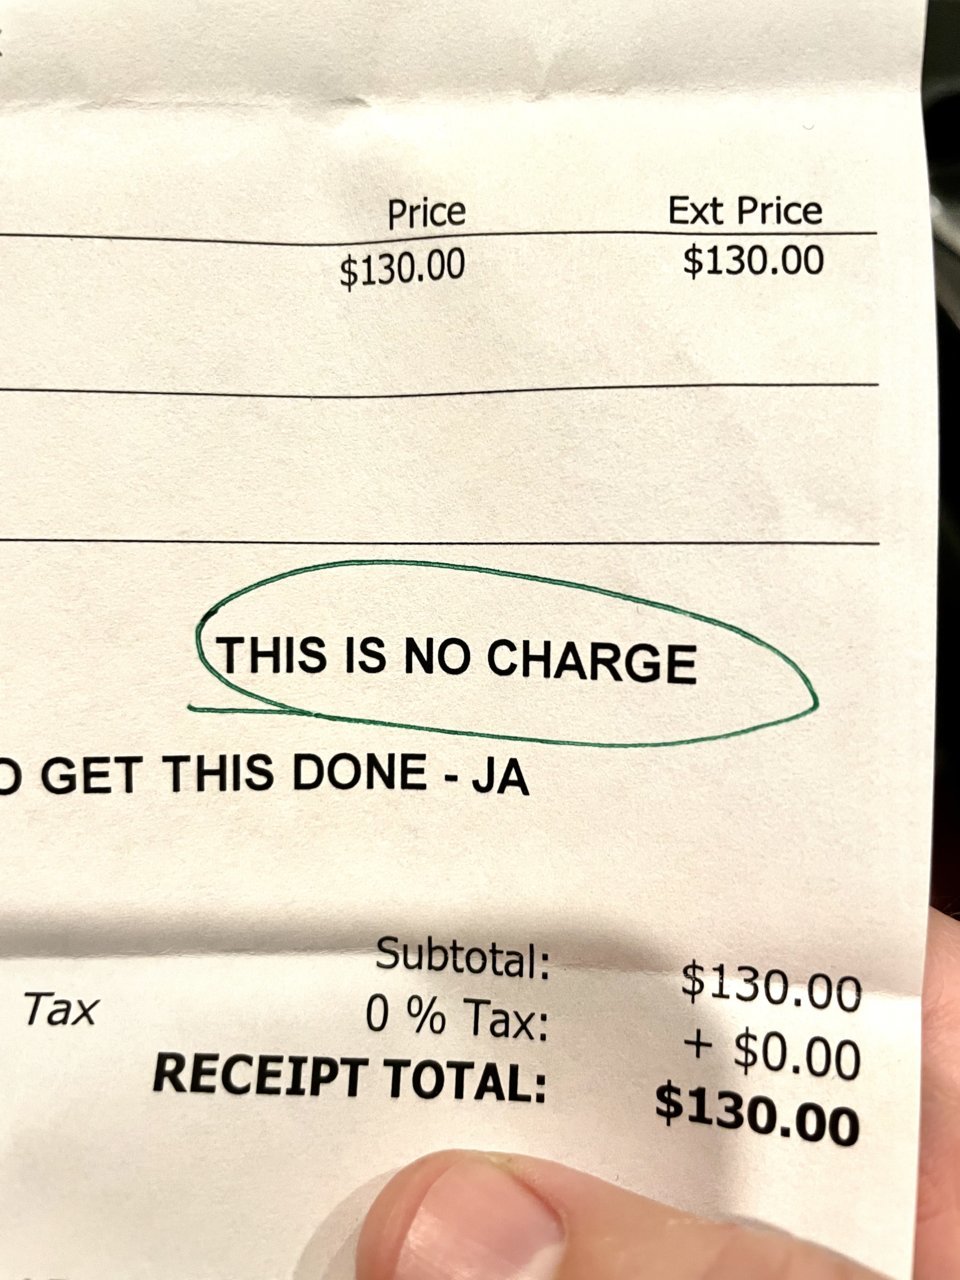 Price Ext Price
$130.00 $130.00
THIS IS NO CHARGE
GET THIS DONE - JA
Subtotal: $130.00
Tax 0 % Tax: + $0.00
RECEIPT TOTAL: $130.00